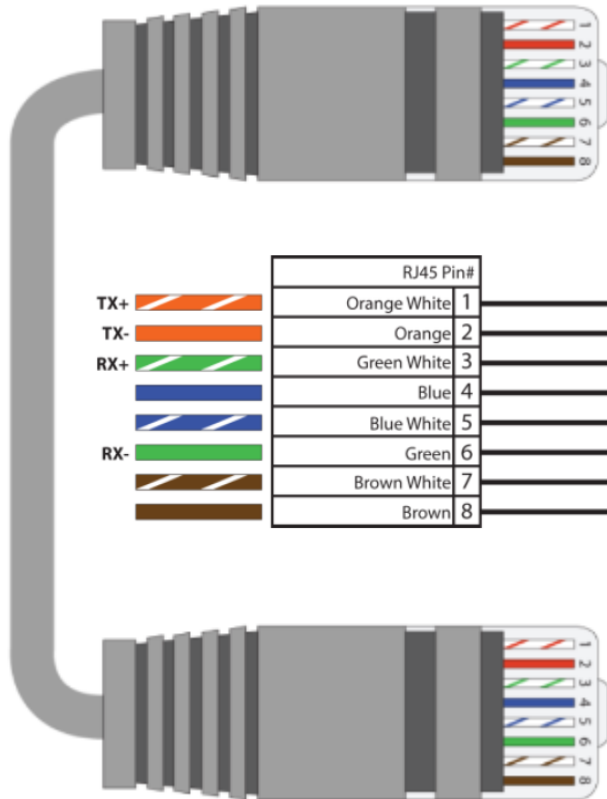 1
2
3
4
5
6
7
8
RJ45 Pin#
TX+ Orange White 1
TX- Orange 2
RX+ Green White 3
Blue 4
Blue White 5
RX- Green 6
Brown White 7
Brown 8
1
2
3
4
5
6
7
8